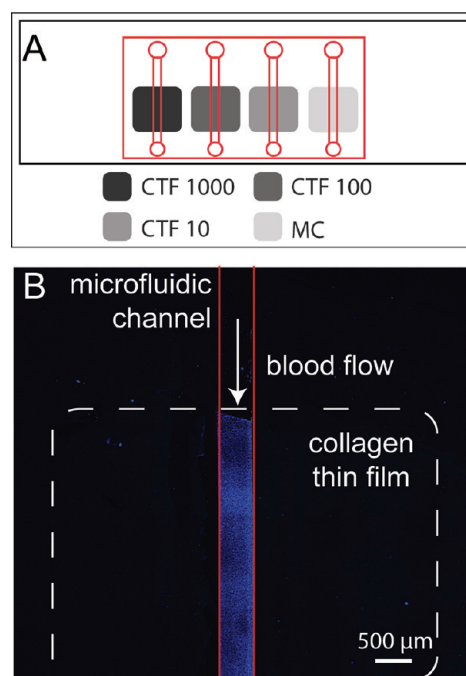 A
CTF 1000
CTF 100
CTF 10
MC
B
microfluidic
channel
blood flow
collagen
thin film
500 µm